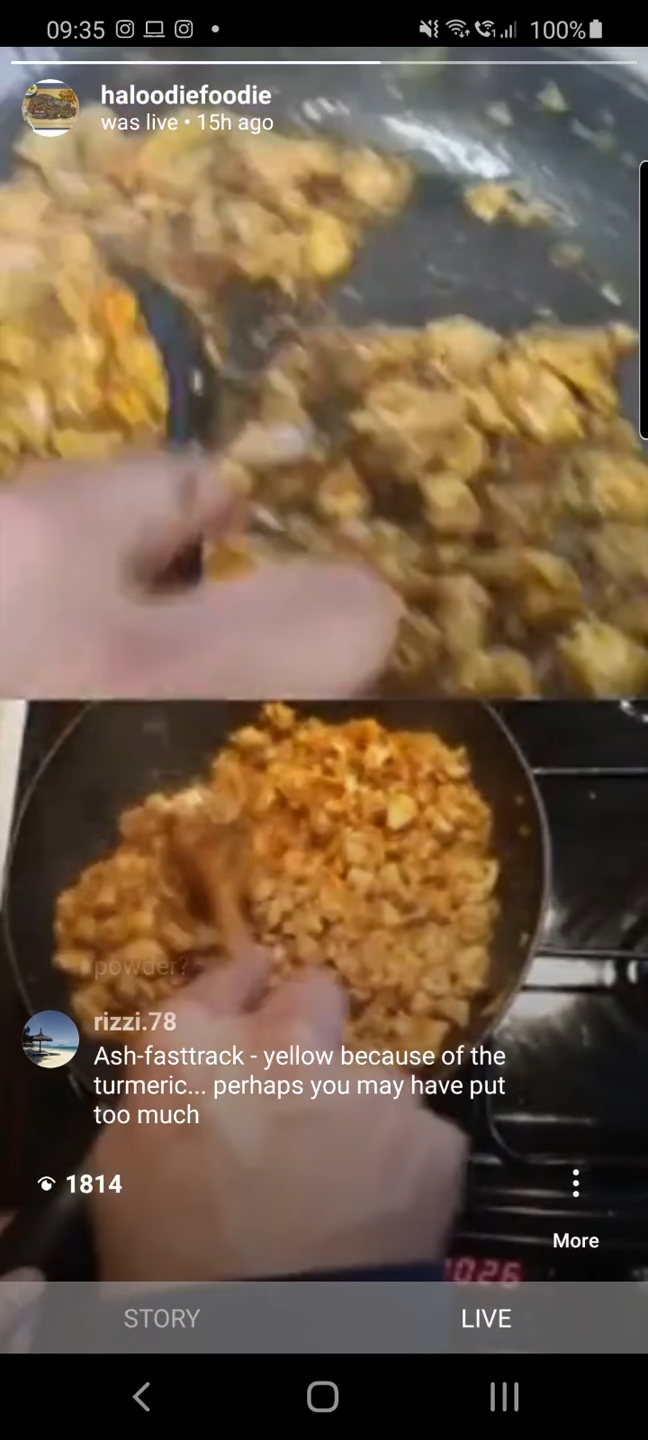 09:35 100%
haloodiefoodie
was live • 15h ago
powder?
rizzi.78
Ash-fasttrack - yellow because of the
turmeric... perhaps you may have put
too much
1814
More
1026
STORY LIVE